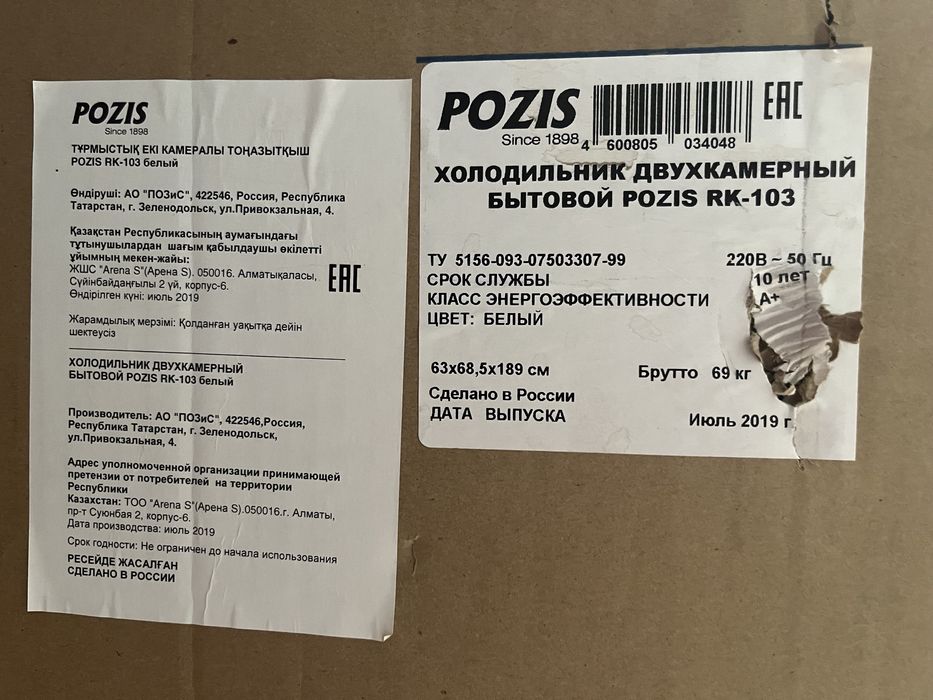 POZIS
Since 1898
ТҰРМЫСТЫҚ ЕКІ КАМЕРАЛЫ ТОҢАЗЫТҚЫШ
POZIS RK-103 белый
Өндіруші: АО "ПОЗиС", 422546, Россия, Республика
Татарстан, г. Зеленодольск, ул.Привокзальная, 4.
Қазақстан Республикасының аумағындағы
тұтынушылардан шағым қабылдаушы өкілетті
ұйымның мекен-жайы:
ЖШС "Arena S"(Арена S). 050016. Алматықаласы,
Сүйінбайдаңғылы 2 үй, корпус-6.
Өндірілген күні: июль 2019
EAC
Жарамдылық мерзімі: Қолданған уақытқа дейін
шектеусіз
ХОЛОДИЛЬНИК ДВУХКАМЕРНЫЙ
БЫТОВОЙ POZIS RK-103 белый
Производитель: АО "ПОЗиС", 422546,Россия,
Республика Татарстан, г. Зеленодольск,
ул.Привокзальная, 4.
Адрес уполномоченной организации принимающей
претензии от потребителей на территории
Республики
Казахстан: ТОО "Arena S"(Арена S).050016.г. Алматы,
пр-т Суюнбая 2, корпус-6.
Дата производства: июль 2019
Срок годности: Не ограничен до начала использования
РЕСЕЙДЕ ЖАСАЛҒАН
СДЕЛАНО В РОССИИ
POZIS
Since 1898
4 600805 034048
EAC
ХОЛОДИЛЬНИК ДВУХКАМЕРНЫЙ
БЫТОВОЙ POZIS RK-103
ТУ 5156-093-07503307-99 220В ~ 50 Гц
СРОК СЛУЖБЫ 10 лет
КЛАСС ЭНЕРГОЭФФЕКТИВНОСТИ А+
ЦВЕТ: БЕЛЫЙ
63х68,5х189 см Брутто 69 кг
Сделано в России
ДАТА ВЫПУСКА Июль 2019 г